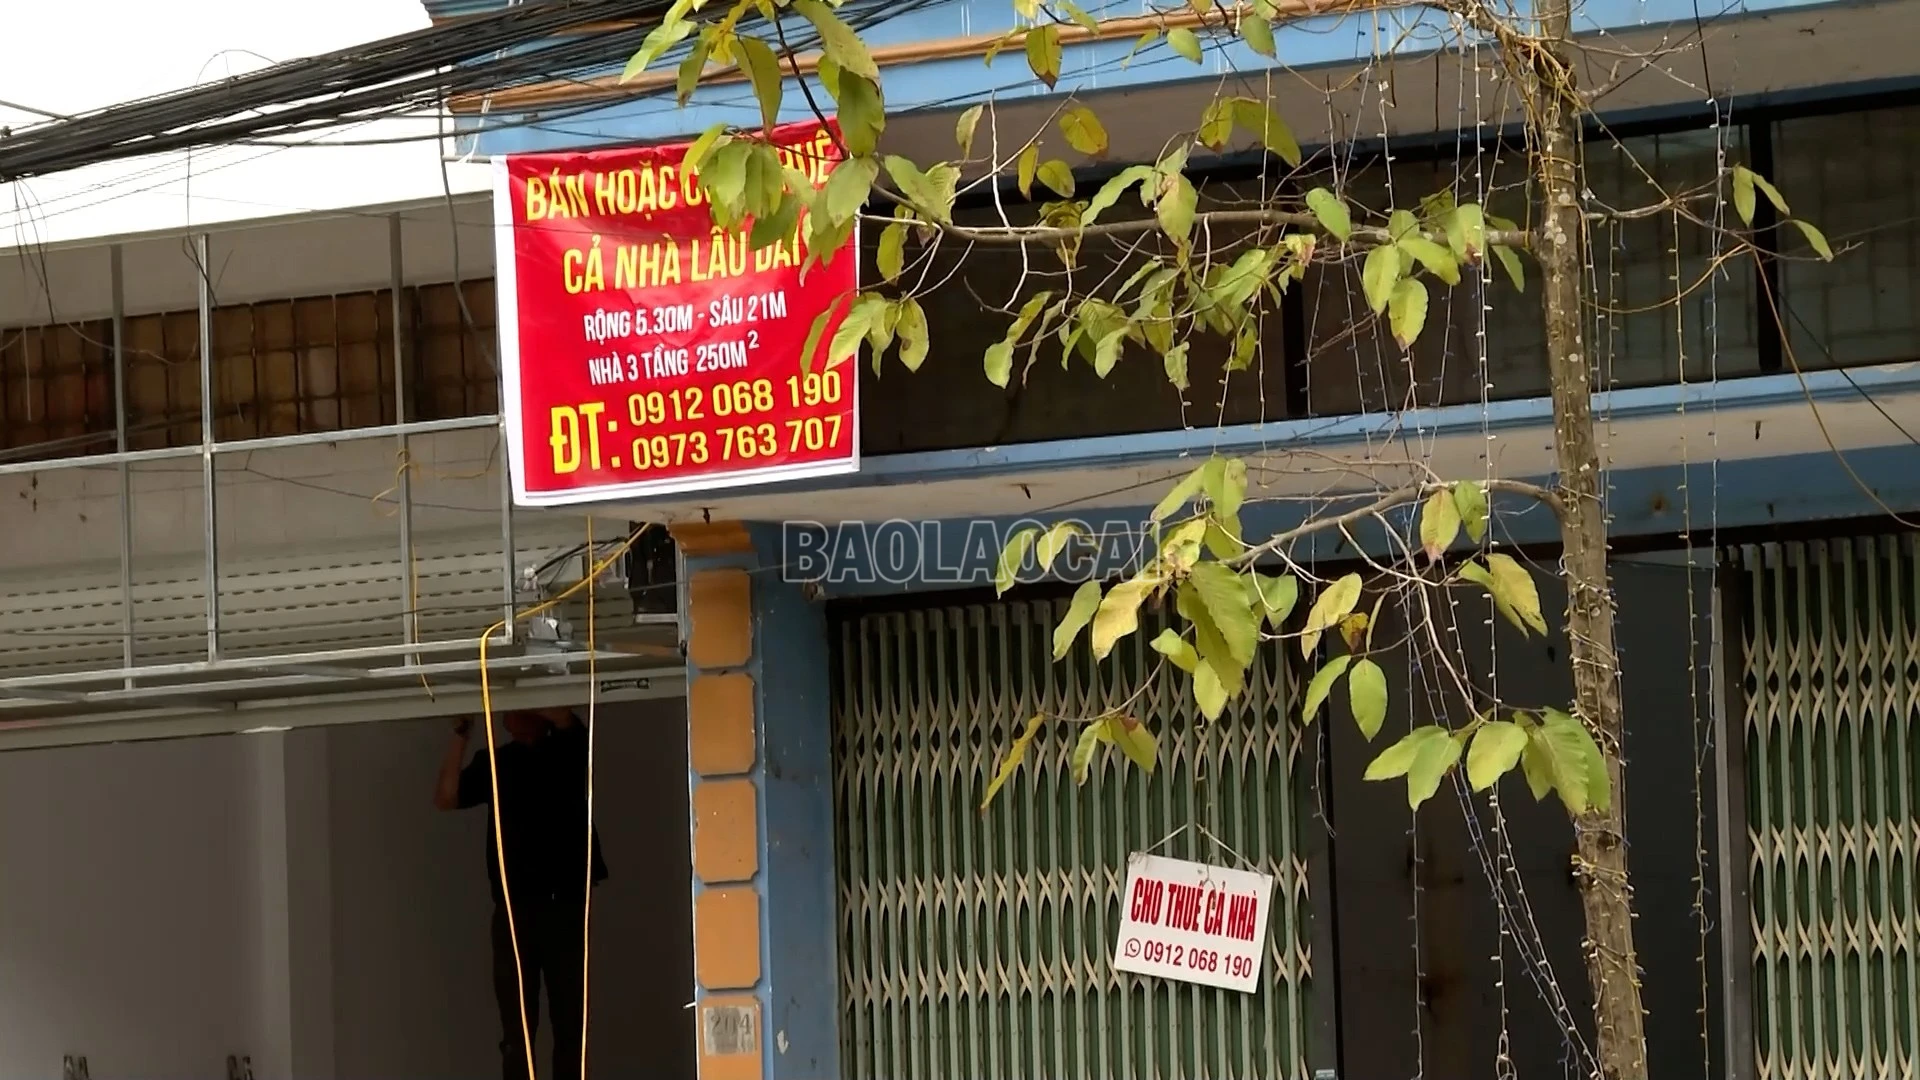 BÁN HOẶC
CẢ NHÀ LÂU DÀI
RỘNG 5.30M - SÂU 21M
NHÀ 3 TẦNG 250M²
ĐT: 0912 068 190
0973 763 707
BAOLAOCAI
CHO THUÊ CẢ NHÀ
0912 068 190
204